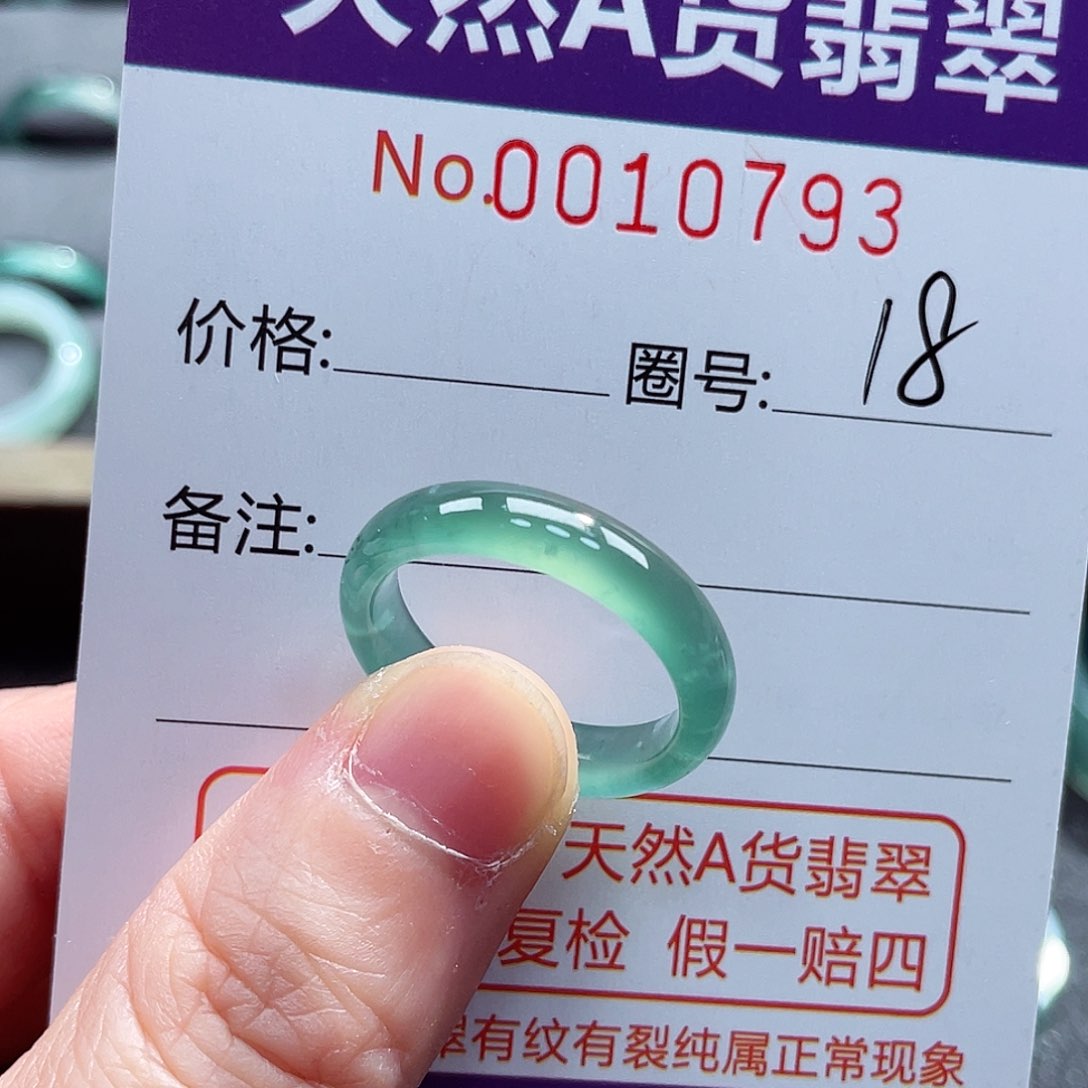 天然A货翡翠
No.0010793
价格: 圈号: 18
备注:
天然A货翡翠
复检 假一赔四
有纹有裂纯属正常现象